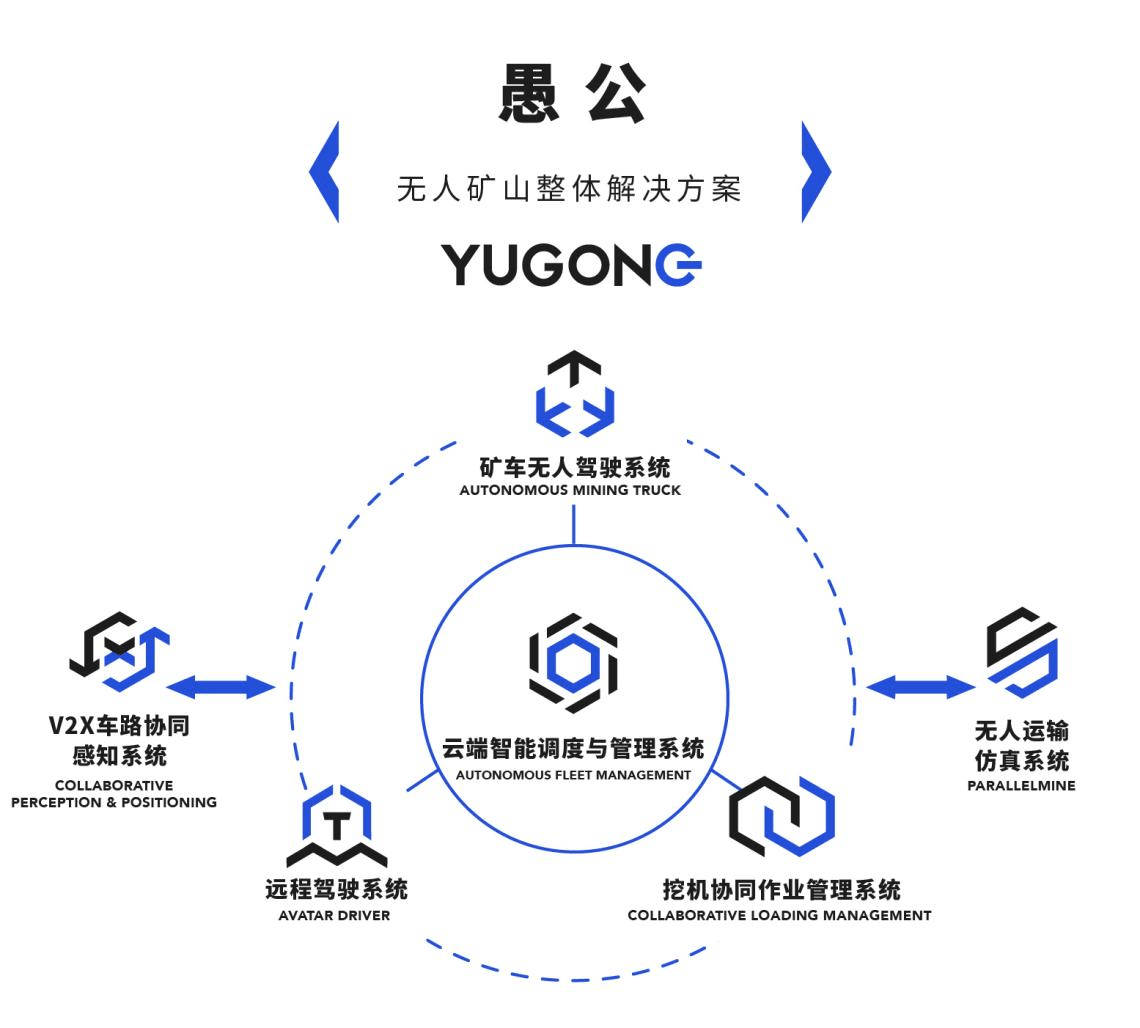 愚公
无人矿山整体解决方案
YUGONG
矿车无人驾驶系统
AUTONOMOUS MINING TRUCK
云端智能调度与管理系统
AUTONOMOUS FLEET MANAGEMENT
V2X车路协同
感知系统
COLLABORATIVE
PERCEPTION & POSITIONING
无人运输
仿真系统
PARALLELMINE
T
远程驾驶系统
AVATAR DRIVER
挖机协同作业管理系统
COLLABORATIVE LOADING MANAGEMENT